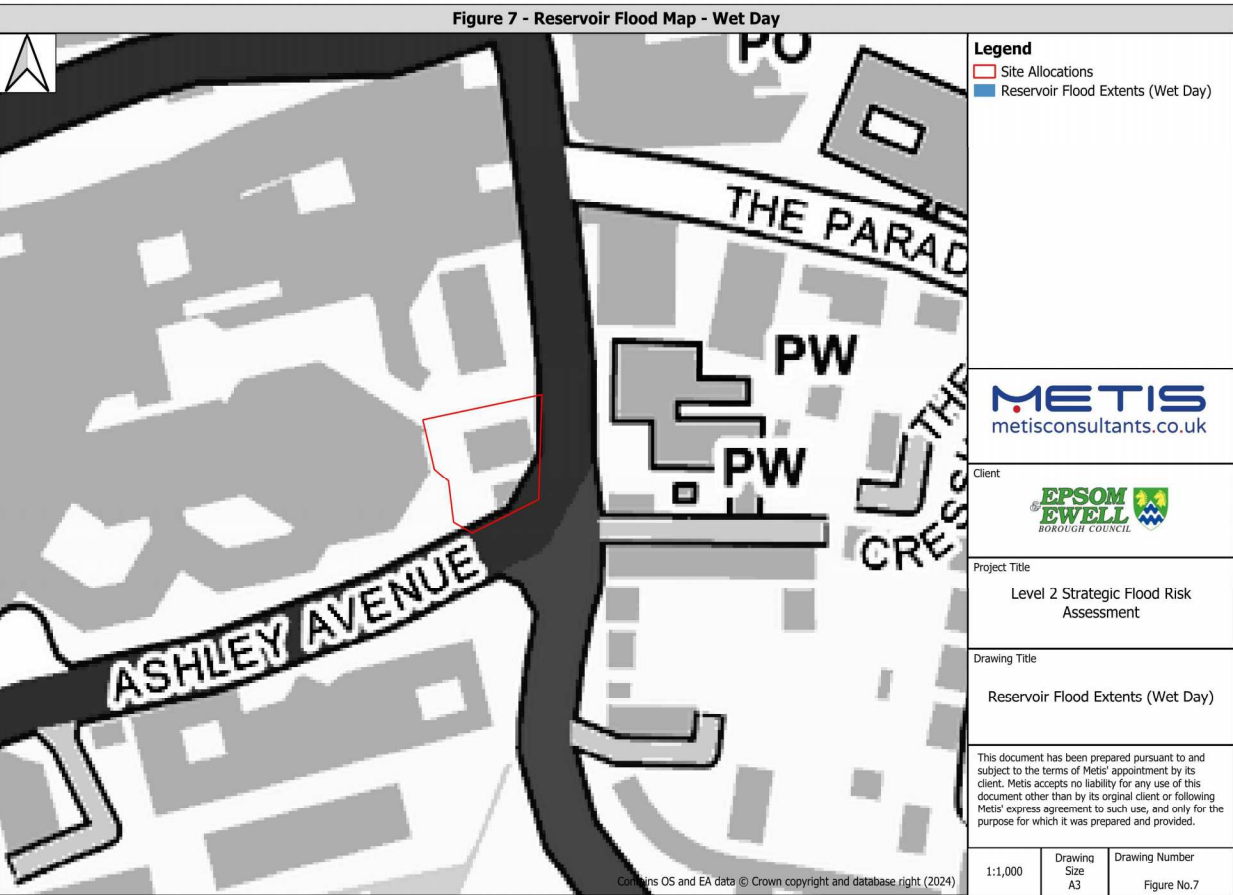 Figure 7 - Reservoir Flood Map - Wet Day
PO
THE PARAD
PW
PW
THE
CRES
ASHLEY AVENUE
Contains OS and EA data © Crown copyright and database right (2024)
Legend
Site Allocations
Reservoir Flood Extents (Wet Day)
METIS
metisconsultants.co.uk
Client
EPSOM
& EWELL
BOROUGH COUNCIL
Project Title
Level 2 Strategic Flood Risk
Assessment
Drawing Title
Reservoir Flood Extents (Wet Day)
This document has been prepared pursuant to and
subject to the terms of Metis' appointment by its
client. Metis accepts no liability for any use of this
document other than by its orginal client or following
Metis' express agreement to such use, and only for the
purpose for which it was prepared and provided.
1:1,000
Drawing
Size
A3
Drawing Number
Figure No.7